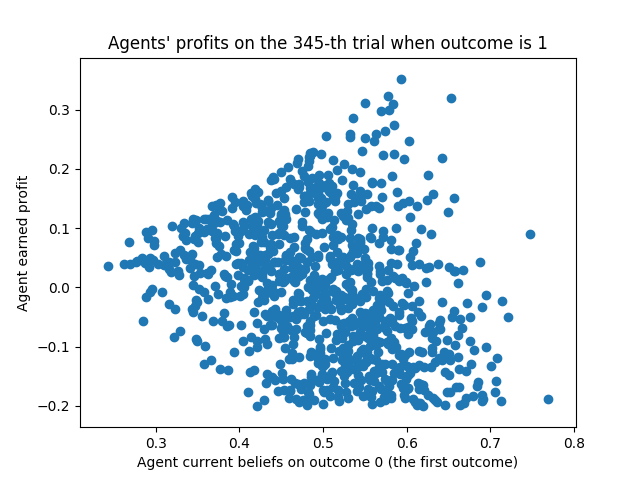 Agents' profits on the 345-th trial when outcome is 1
0.3
0.2
0.1
0.0
−0.1
−0.2
Agent earned profit
0.3 0.4 0.5 0.6 0.7 0.8
Agent current beliefs on outcome 0 (the first outcome)